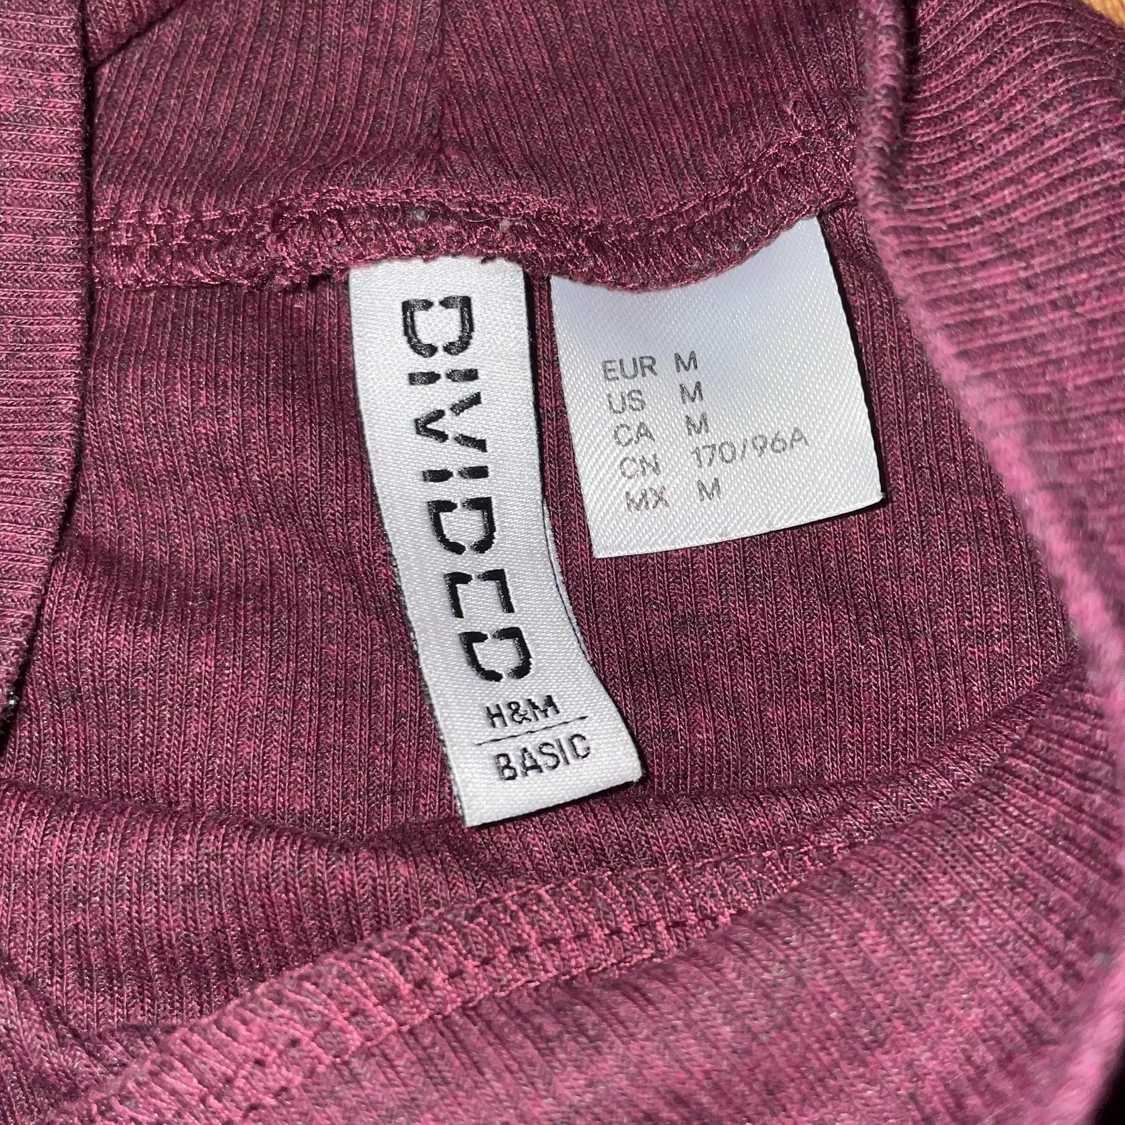 DIVIDED
H&M
BASIC
EUR M
US M
CA M
CN 170/96A
MX M